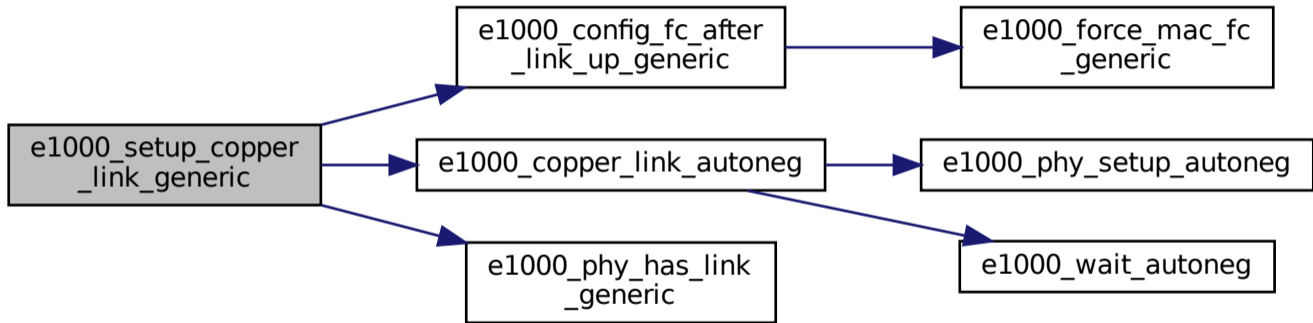 e1000_setup_copper
_link_generic
e1000_config_fc_after
_link_up_generic
e1000_force_mac_fc
_generic
e1000_copper_link_autoneg
e1000_phy_setup_autoneg
e1000_wait_autoneg
e1000_phy_has_link
_generic